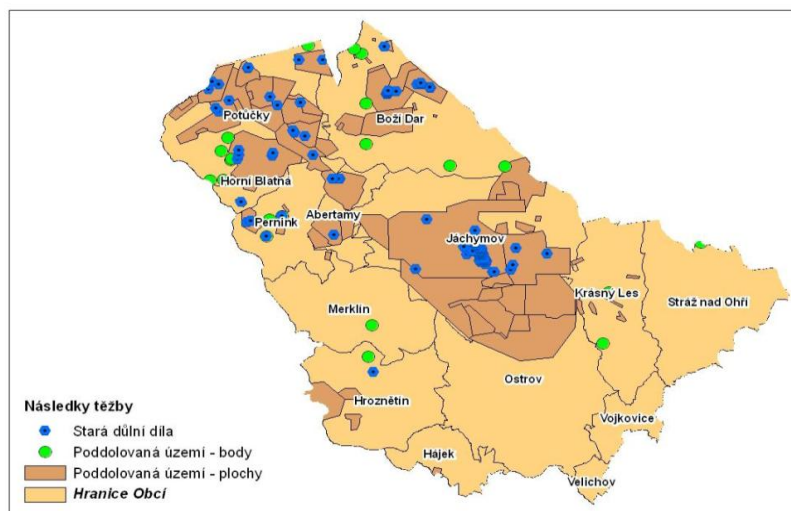 Potůčky
Boží Dar
Horní Blatná
Abertamy
Pernink
Jáchymov
Krásný Les
Stráž nad Ohří
Merklín
Ostrov
Hroznětín
Vojkovice
Hájek
Velichov
Následky těžby
Stará důlní díla
Poddolovaná území - body
Poddolovaná území - plochy
Hranice Obcí